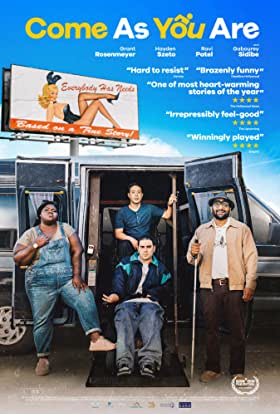 Come As You Are
Grant
Rosenmeyer
Hayden
Szeto
Ravi
Patel
Gabourey
Sidibe
"Hard to resist"
"Brazenly funny"
"One of most heart-warming
stories of the year"
"Irrepressibly feel-good"
"Winningly played"
Everybody Has Needs
Based on a True Story!